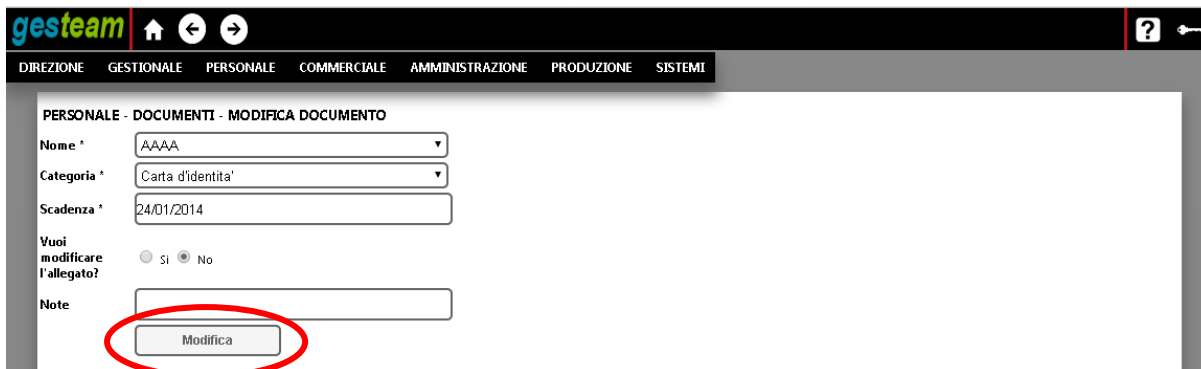 gesteam
?
DIREZIONE GESTIONALE PERSONALE COMMERCIALE AMMINISTRAZIONE PRODUZIONE SISTEMI
PERSONALE - DOCUMENTI - MODIFICA DOCUMENTO
Nome * AAAA
Categoria * Carta d'identita'
Scadenza * 24/01/2014
Vuoi
modificare
l'allegato?
Si No
Note
Modifica